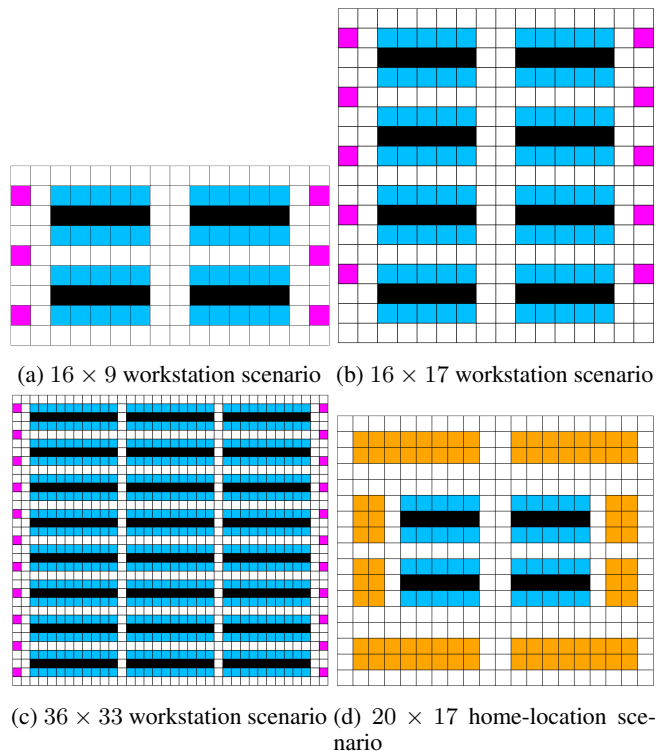 (a) 16 × 9 workstation scenario
(b) 16 × 17 workstation scenario
(c) 36 × 33 workstation scenario
(d) 20 × 17 home-location sce-
nario